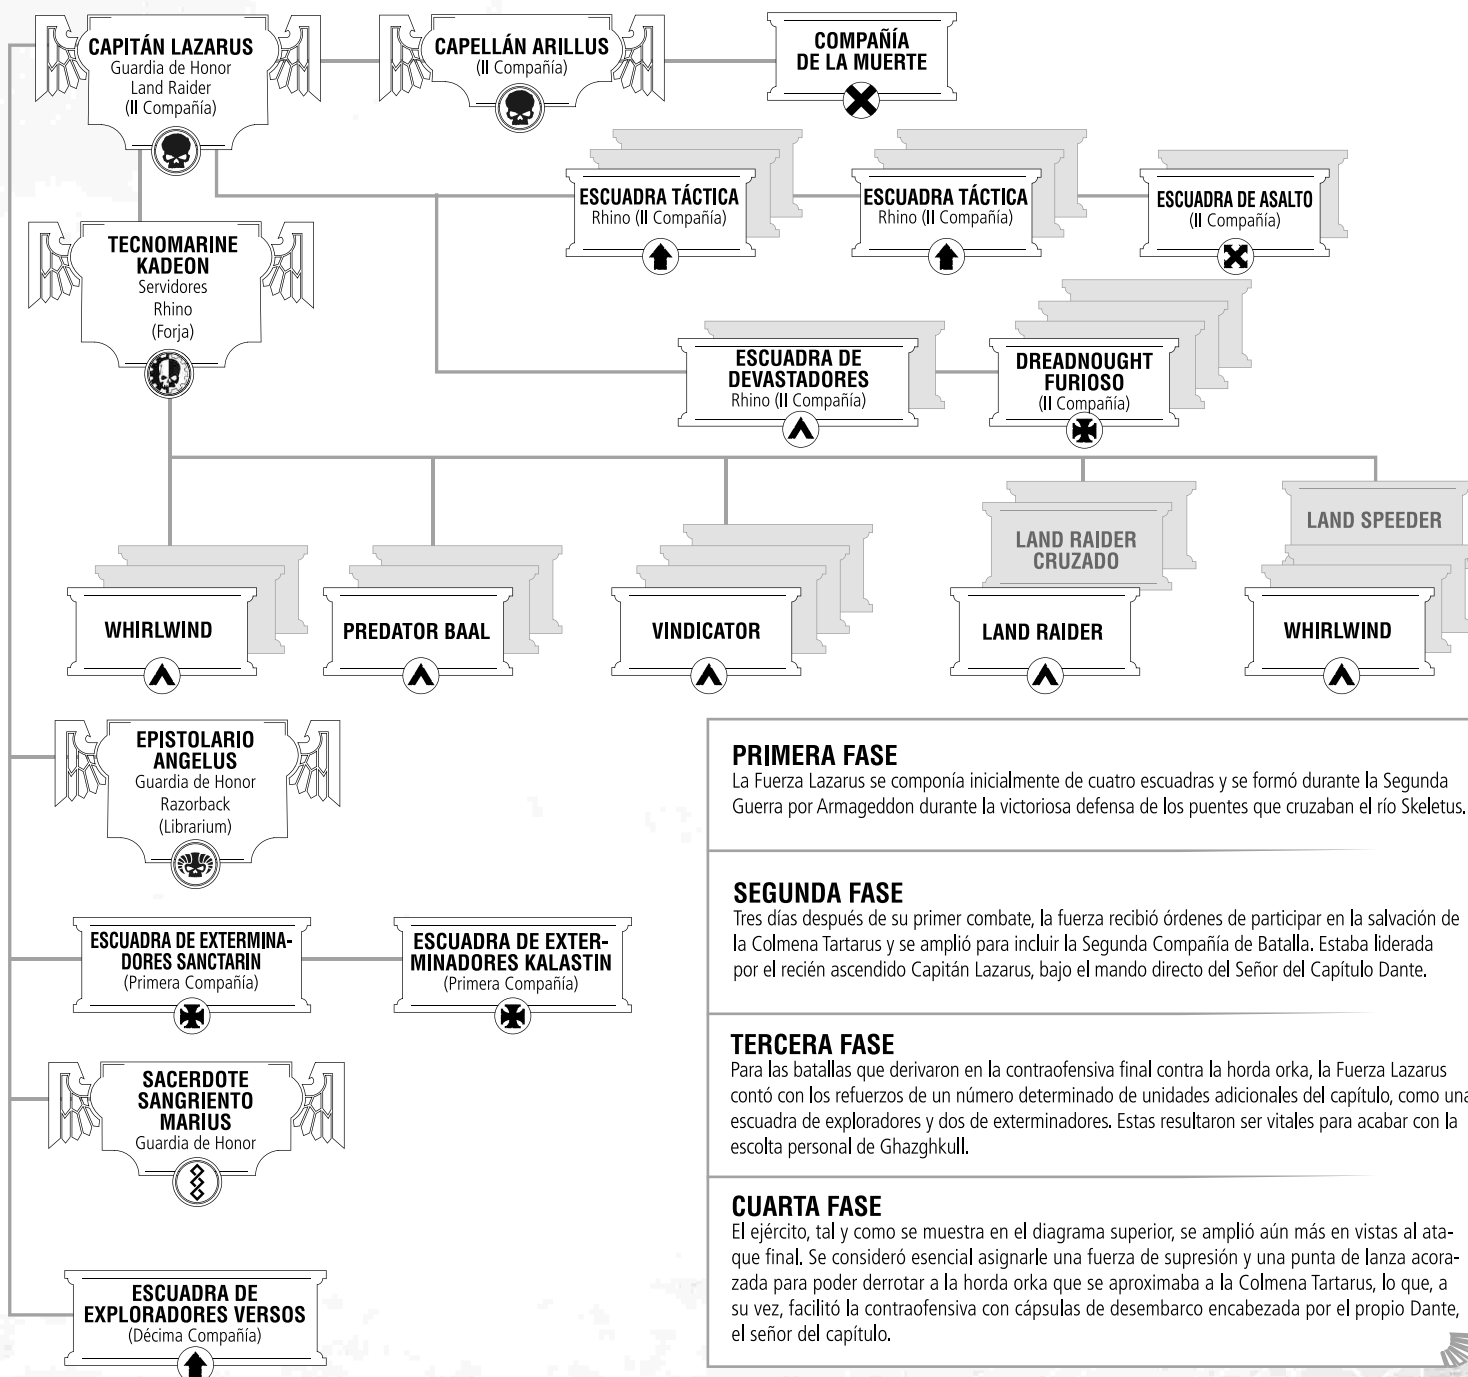 CAPITÁN LAZARUS
Guardia de Honor
Land Raider
(II Compañía)
CAPELLÁN ARILLUS
(II Compañía)
COMPAÑÍA
DE LA MUERTE
ESCUADRA TÁCTICA
Rhino (II Compañía)
ESCUADRA TÁCTICA
Rhino (II Compañía)
ESCUADRA DE ASALTO
(II Compañía)
TECNOMARINE
KADEON
Servidores
Rhino
(Forja)
ESCUADRA DE
DEVASTADORES
Rhino (II Compañía)
DREADNOUGHT
FURIOSO
(II Compañía)
WHIRLWIND
PREDATOR BAAL
VINDICATOR
LAND RAIDER
CRUZADO
LAND RAIDER
LAND SPEEDER
WHIRLWIND
EPISTOLARIO
ANGELUS
Guardia de Honor
Razorback
(Librarium)
ESCUADRA DE EXTERMINA-
DORES SANCTARIN
(Primera Compañía)
ESCUADRA DE EXTER-
MINADORES KALASTIN
(Primera Compañía)
SACERDOTE
SANGRIENTO
MARIUS
Guardia de Honor
ESCUADRA DE
EXPLORADORES VERSOS
(Décima Compañía)
PRIMERA FASE
La Fuerza Lazarus se componía inicialmente de cuatro escuadras y se formó durante la Segunda
Guerra por Armageddon durante la victoriosa defensa de los puentes que cruzaban el río Skeletus.
SEGUNDA FASE
Tres días después de su primer combate, la fuerza recibió órdenes de participar en la salvación de
la Colmena Tartarus y se amplió para incluir la Segunda Compañía de Batalla. Estaba liderada
por el recién ascendido Capitán Lazarus, bajo el mando directo del Señor del Capítulo Dante.
TERCERA FASE
Para las batallas que derivaron en la contraofensiva final contra la horda orka, la Fuerza Lazarus
contó con los refuerzos de un número determinado de unidades adicionales del capítulo, como una
escuadra de exploradores y dos de exterminadores. Estas resultaron ser vitales para acabar con la
escolta personal de Ghazghkull.
CUARTA FASE
El ejército, tal y como se muestra en el diagrama superior, se amplió aún más en vistas al ata-
que final. Se consideró esencial asignarle una fuerza de supresión y una punta de lanza acora-
zada para poder derrotar a la horda orka que se aproximaba a la Colmena Tartarus, lo que, a
su vez, facilitó la contraofensiva con cápsulas de desembarco encabezada por el propio Dante,
el señor del capítulo.